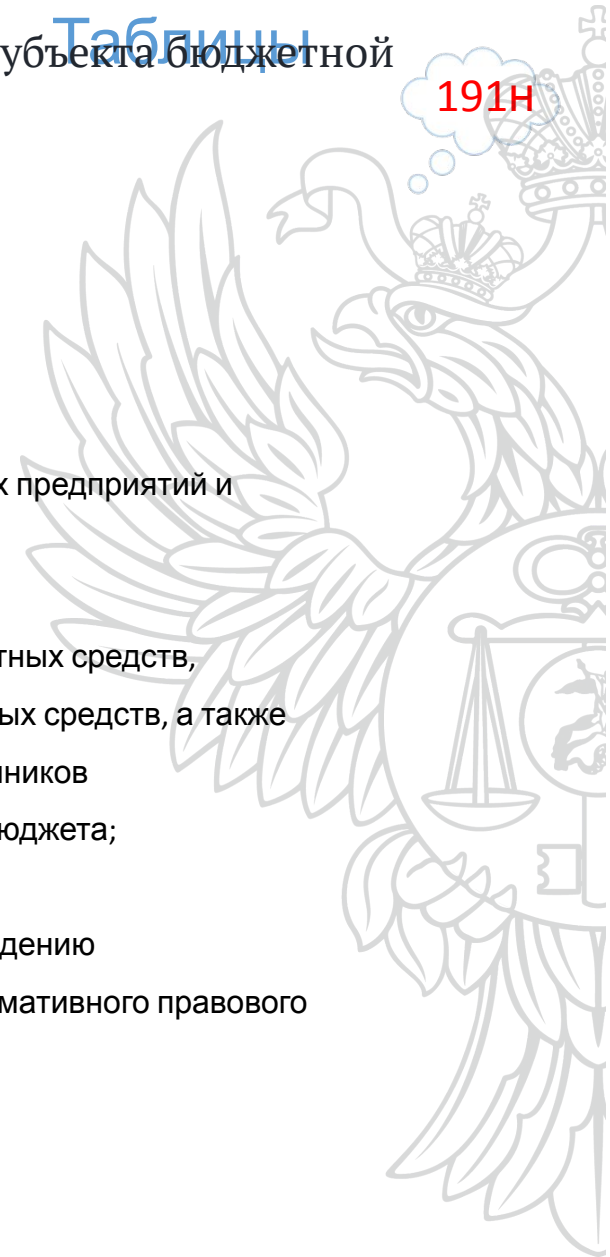 Таблицы
убъекта бюджетной
191н
х предприятий и
тных средств,
ых средств, а также
ников
юджета;
дению
мативного правового